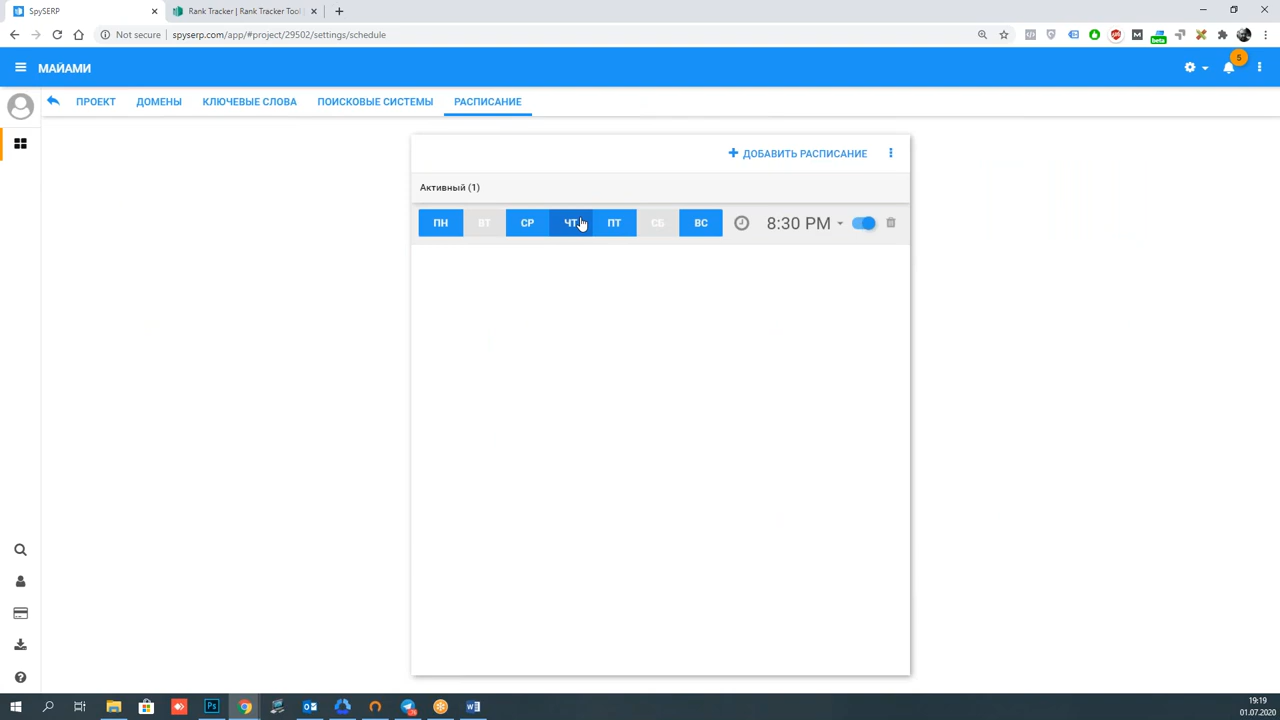 SpySERP
Rank Tracker | Rank Tracker Tool
Not secure
spyserp.com/app/#project/29502/settings/schedule
beta
МАЙАМИ
5
ПРОЕКТ
ДОМЕНЫ
КЛЮЧЕВЫЕ СЛОВА
ПОИСКОВЫЕ СИСТЕМЫ
РАСПИСАНИЕ
ДОБАВИТЬ РАСПИСАНИЕ
Активный (1)
ПН ВТ СР ЧТ ПТ СБ ВС 8:30 PM
Ps
19:19
01.07.2020